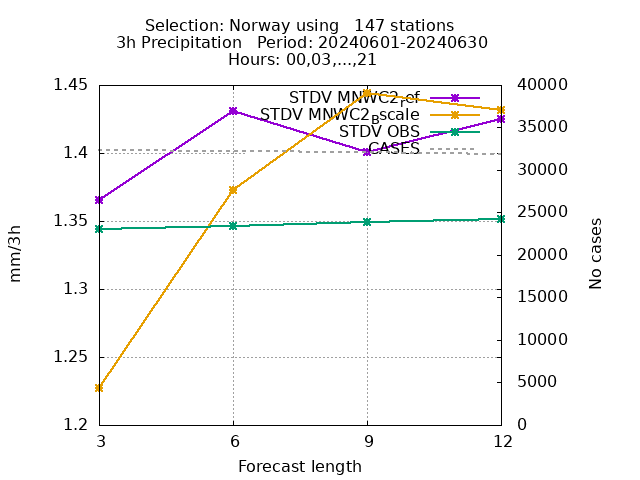 Selection: Norway using   147 stations
3h Precipitation   Period: 20240601-20240630
Hours: 00,03,...,21
STDV MNWC2_ref
STDV MNWC2_Bscale
STDV OBS
CASES
1.45
1.4
1.35
1.3
1.25
1.2
mm/3h
40000
35000
30000
25000
20000
15000
10000
5000
0
No cases
3 6 9 12
Forecast length